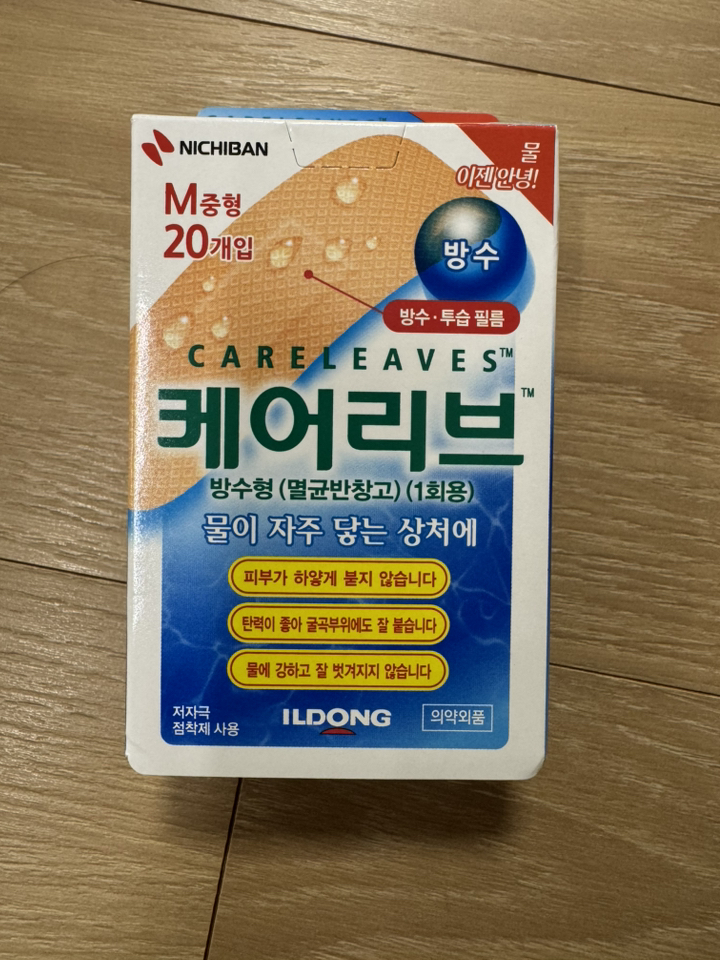 CARELEAVES™
NICHIBAN
물
이젠 안녕!
M중형
20개입
방수
방수·투습 필름
CARELEAVES™
케어리브™
방수형 (멸균반창고) (1회용)
물이 자주 닿는 상처에
피부가 하얗게 붇지 않습니다
탄력이 좋아 굴곡부위에도 잘 붙습니다
물에 강하고 잘 벗겨지지 않습니다
저자극
점착제 사용
ILDONG
의약외품